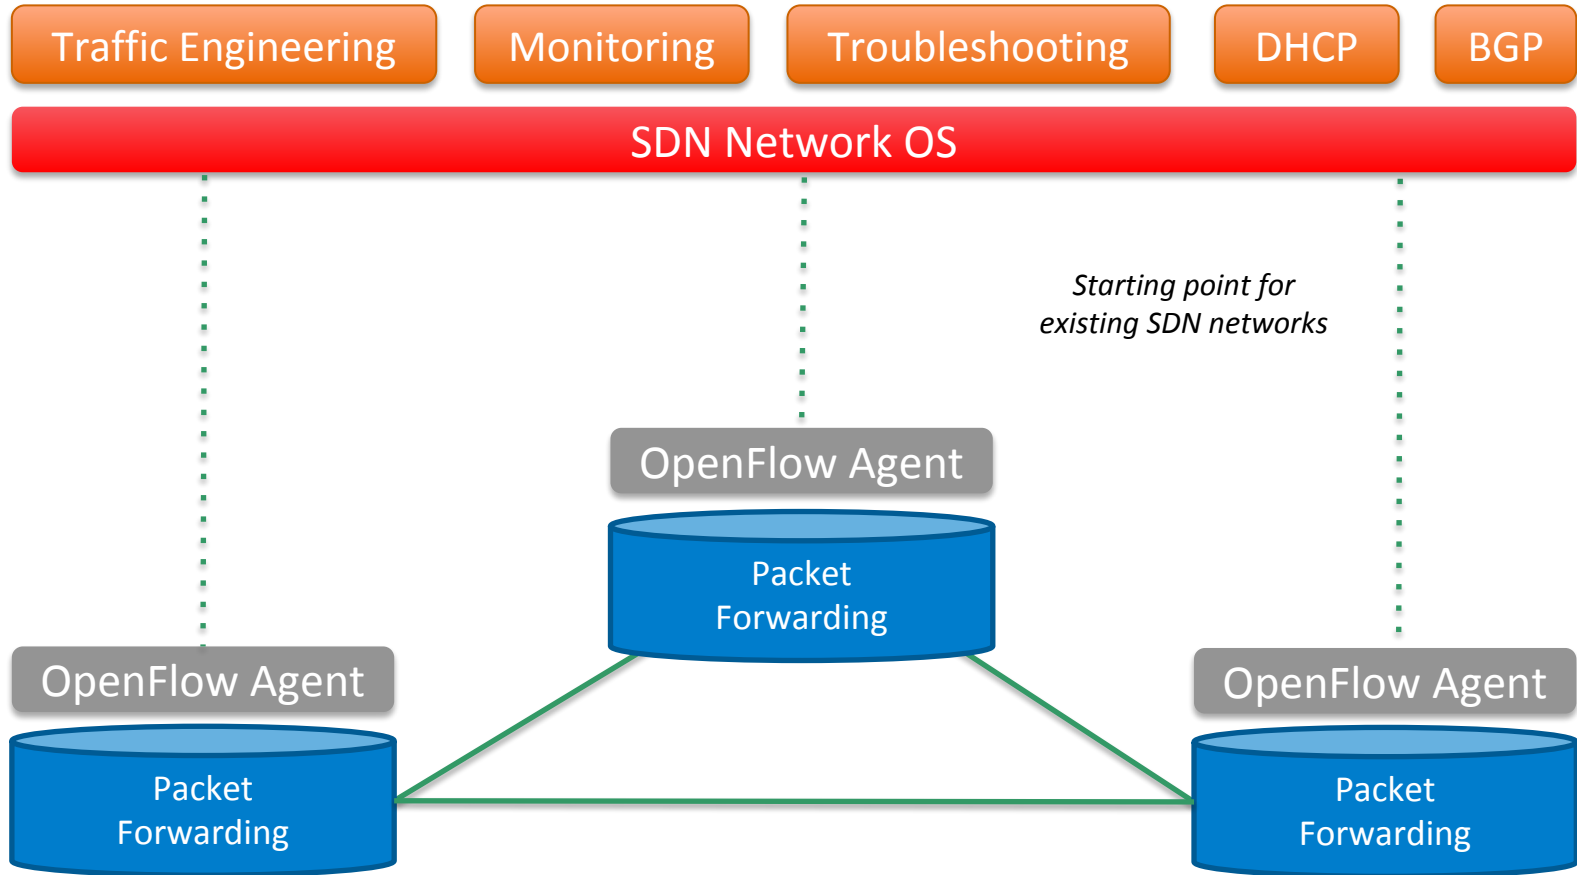 Traffic Engineering
Monitoring
Troubleshooting
DHCP
BGP
SDN Network OS
Starting point for
existing SDN networks
OpenFlow Agent
Packet
Forwarding
OpenFlow Agent
Packet
Forwarding
OpenFlow Agent
Packet
Forwarding